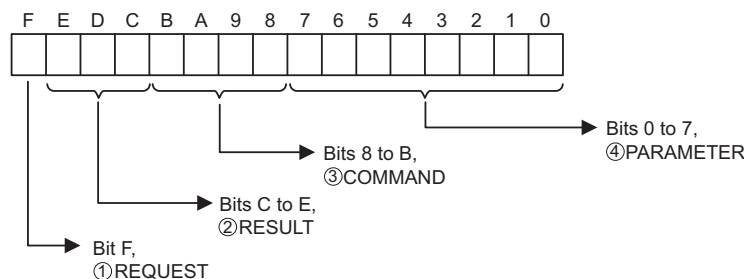 F E D C B A 9 8 7 6 5 4 3 2 1 0
Bits 0 to 7,
④PARAMETER
Bits 8 to B,
③COMMAND
Bits C to E,
②RESULT
Bit F,
①REQUEST